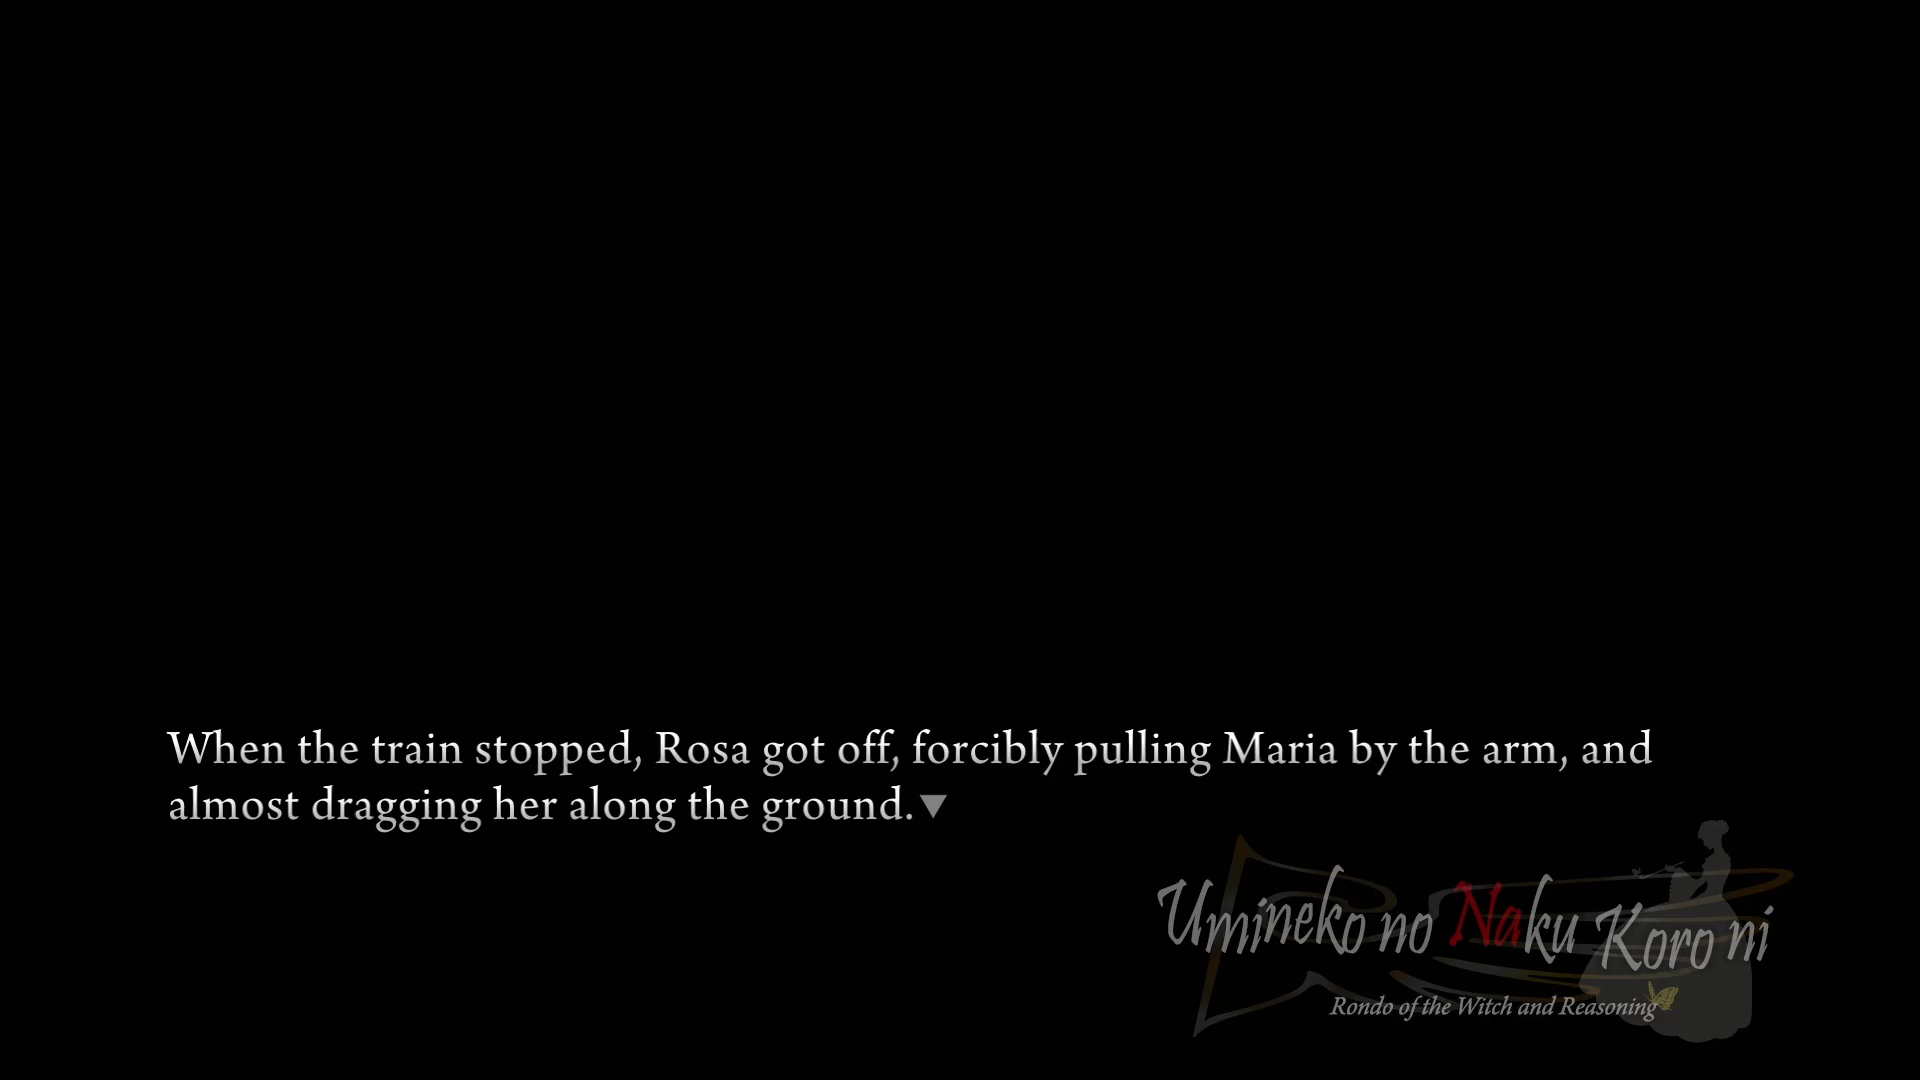 When the train stopped, Rosa got off, forcibly pulling Maria by the arm, and
almost dragging her along the ground.
Umineko no Naku Koro ni
Rondo of the Witch and Reasoning